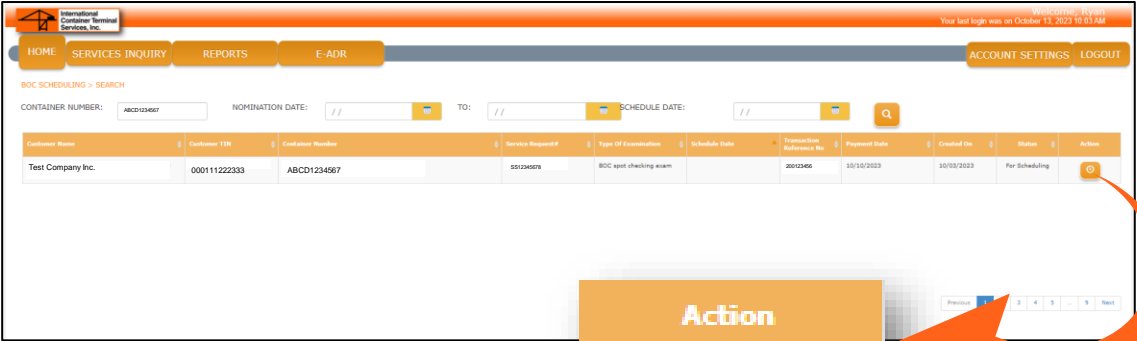 International
Container Terminal
Services, Inc.
Welcome, Ryan
Your last login was on October 13, 2023 10:03 AM
HOME SERVICES INQUIRY REPORTS E-ADR ACCOUNT SETTINGS LOGOUT
BOC SCHEDULING > SEARCH
CONTAINER NUMBER: ABCD1234567 NOMINATION DATE: // TO: // SCHEDULE DATE: //
Customer Name Customer TIN Container Number Service Request# Type Of Examination Schedule Date Transaction Reference No Payment Date Created On Status Action
Test Company Inc. 000111222333 ABCD1234567 SS12345678 BOC spot checking exam 200123456 10/10/2023 10/03/2023 For Scheduling
Previous 1 3 4 5 ... 9 Next
Action